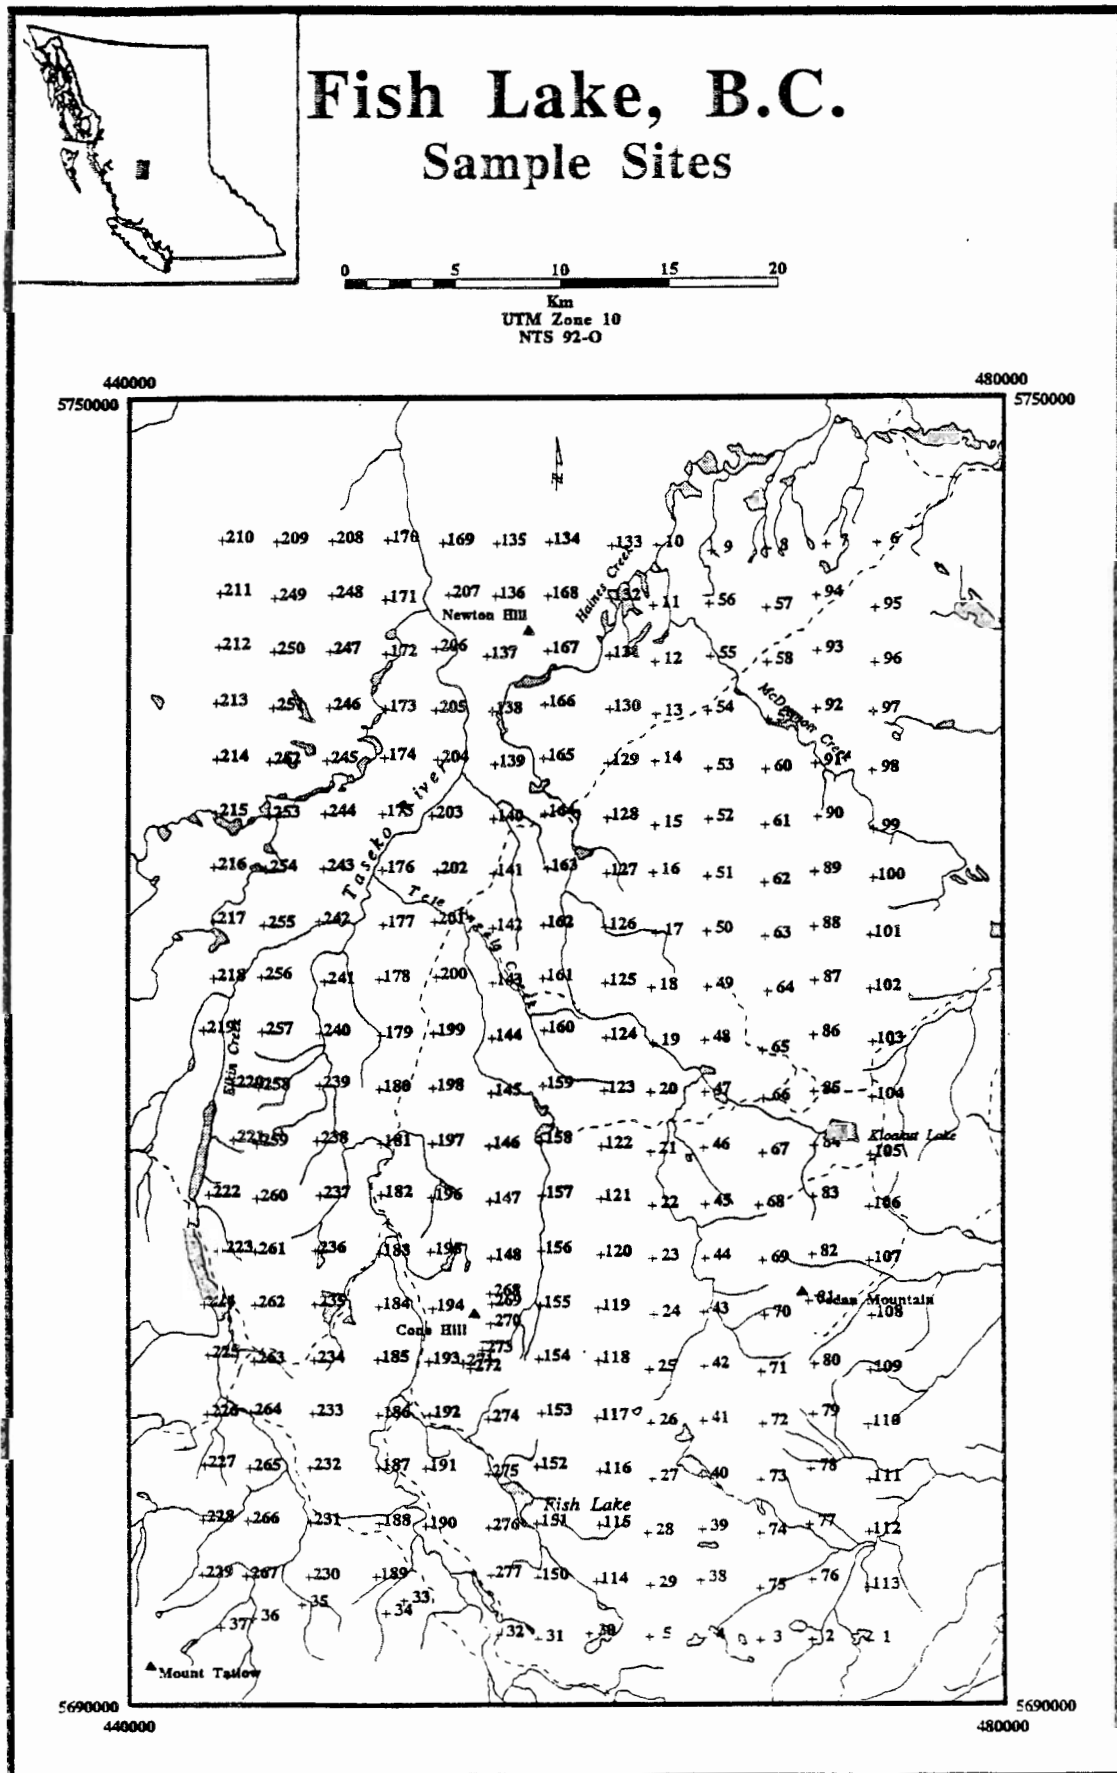 Fish Lake, B.C.
Sample Sites
0 5 10 15 20
Km
UTM Zone 10
NTS 92-O
440000 480000
5750000 5750000
N
210 209 208 170 169 135 134 133 10 9 8 7 6
Haines Creek
211 249 248 171 207 136 168 132 11 56 57 94 95
Newton Hill
212 250 247 172 206 137 167 131 12 55 58 93 96
McDermon Creek
213 251 246 173 205 138 166 130 13 54 92 97
214 252 245 174 204 139 165 129 14 53 60 91 98
Taseko River
215 253 244 175 203 140 164 128 15 52 61 90 99
216 254 243 176 202 141 163 127 16 51 62 89 100
217 255 242 177 201 142 162 126 17 50 63 88 101
218 256 241 178 200 143 161 125 18 49 64 87 102
219 257 240 179 199 144 160 124 19 48 65 86 103
Elkin Creek
220 258 239 180 198 145 159 123 20 47 66 85 104
221 259 238 181 197 146 158 122 21 46 67 84 105
222 260 237 182 196 147 157 121 22 45 68 83 106
223 261 236 183 195 148 156 120 23 44 69 82 107
268
224 262 235 184 194 269 155 119 24 43 70 81 108
Mountain
270
Cone Hill
273
225 263 234 185 193 271 154 118 25 42 71 80 109
272
226 264 233 186 192 274 153 117 26 41 72 79 110
227 265 232 187 191 275 152 116 27 40 73 78 111
Fish Lake
228 266 231 188 190 276 151 115 28 39 74 77 112
229 267 230 189 277 150 114 29 38 75 76 113
37 36 35 34 33 32 31 30 5 4 3 2 1
Mount Tatlow
5690000 5690000
440000 480000